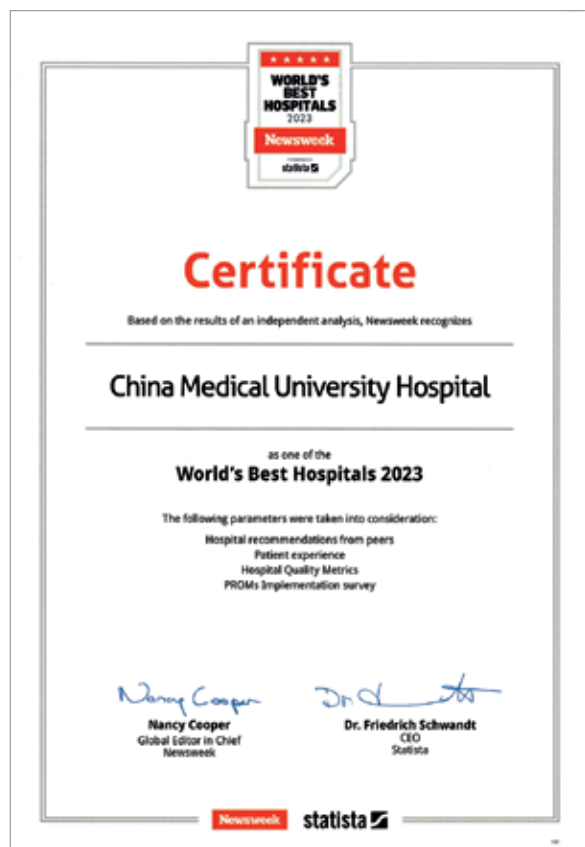 WORLD'S
BEST
HOSPITALS
2023
Newsweek
statista
Certificate
Based on the results of an independent analysis, Newsweek recognizes
China Medical University Hospital
as one of the
World's Best Hospitals 2023
The following parameters were taken into consideration:
Hospital recommendations from peers
Patient experience
Hospital Quality Metrics
PROMs Implementation survey
Nancy Cooper Dr.
Nancy Cooper Dr. Friedrich Schwandt
Global Editor in Chief CEO
Newsweek Statista
Newsweek statista